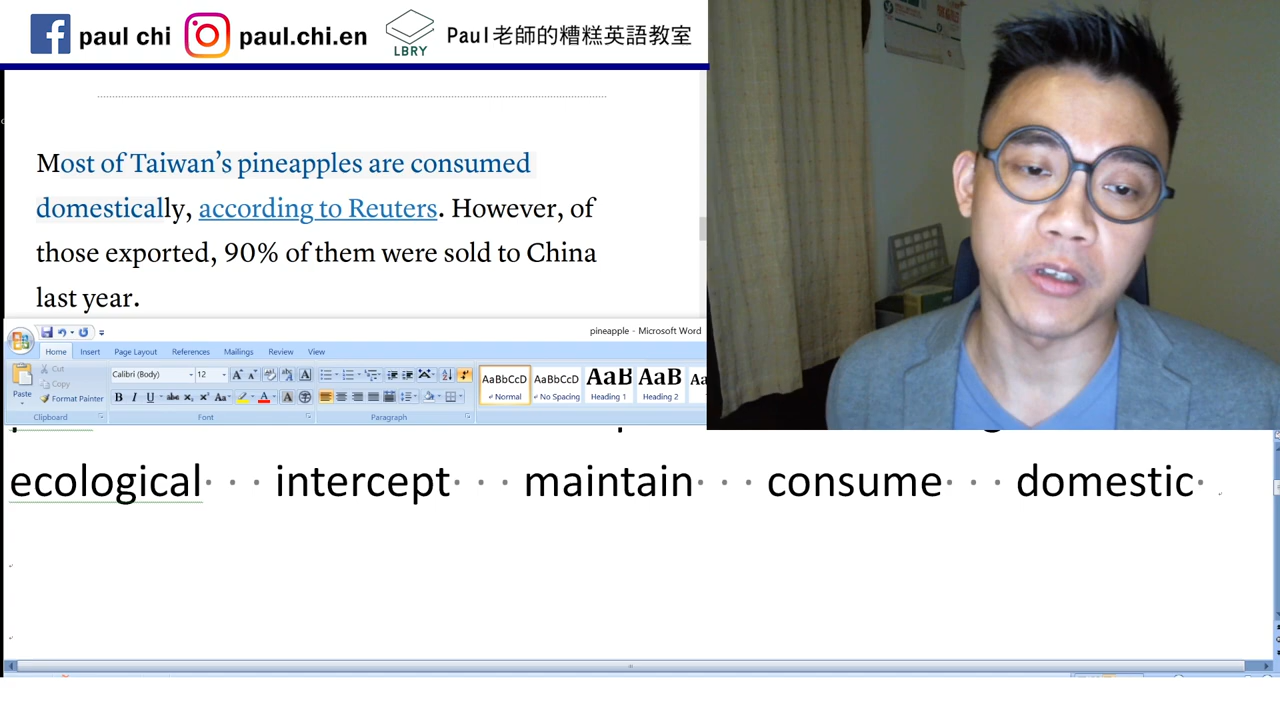 paul chi paul.chi.en LBRY Paul老師的糟糕英語教室
Most of Taiwan's pineapples are consumed
domestically, according to Reuters. However, of
those exported, 90% of them were sold to China
last year.
pineapple - Microsoft Word
Home Insert Page Layout References Mailings Review View
Paste
Cut
Copy
Format Painter
Calibri (Body) 12
AaBbCcD AaBbCcD AaB AaB Aa
Normal No Spacing Heading 1 Heading 2
Clipboard Font Paragraph
ecological intercept maintain consume domestic